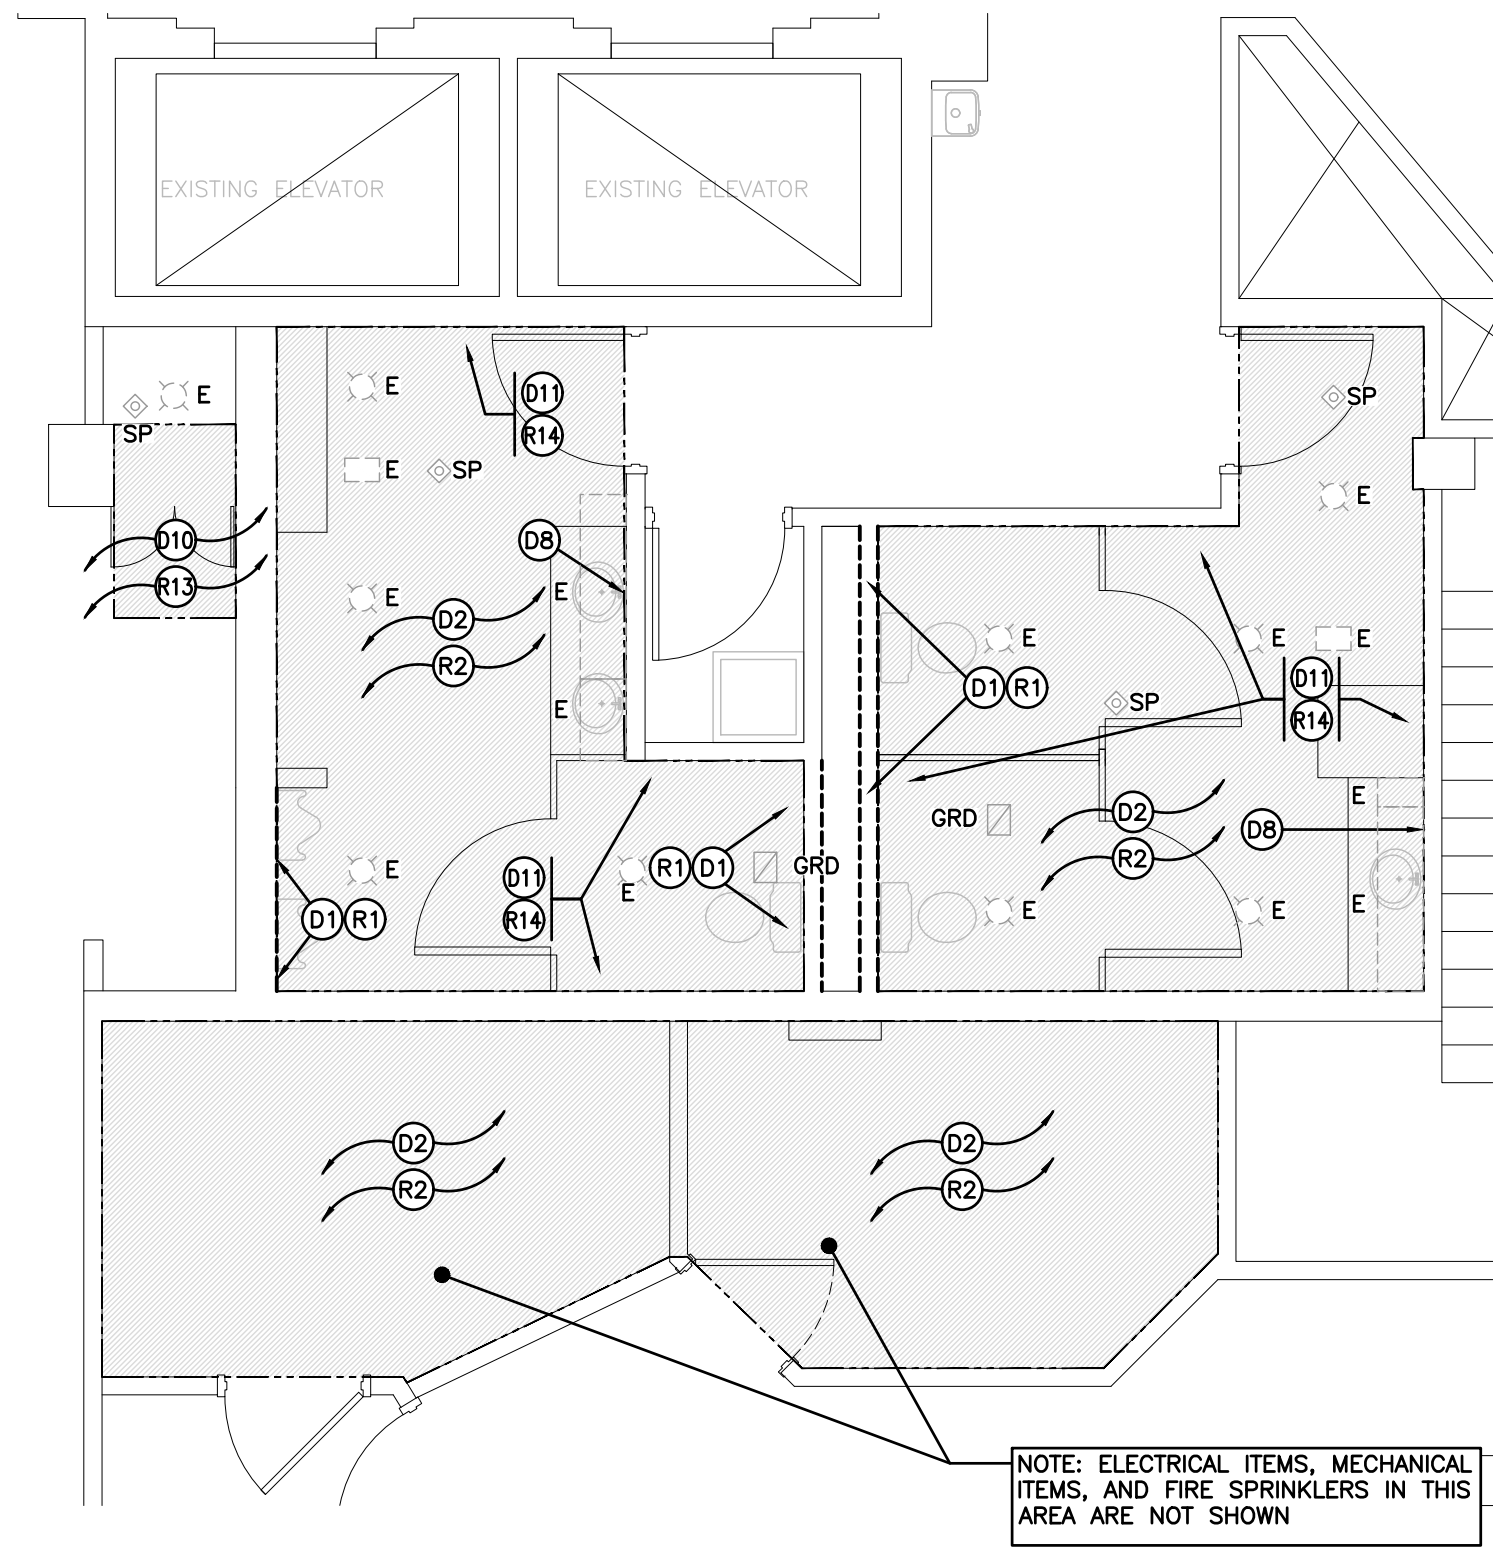 EXISTING ELEVATOR
EXISTING ELEVATOR
E
E
D11
R14
SP
SP
E
SP
E
D10
R13
D8
E
E
D2
R2
E
E
E
E
D1 R1
SP
D11
R14
E
GRD
D2
R2
D8
E
E
D11
R14
E
R1 D1
GRD
D1 R1
E
E
E
D2
R2
D2
R2
NOTE: ELECTRICAL ITEMS, MECHANICAL
ITEMS, AND FIRE SPRINKLERS IN THIS
AREA ARE NOT SHOWN